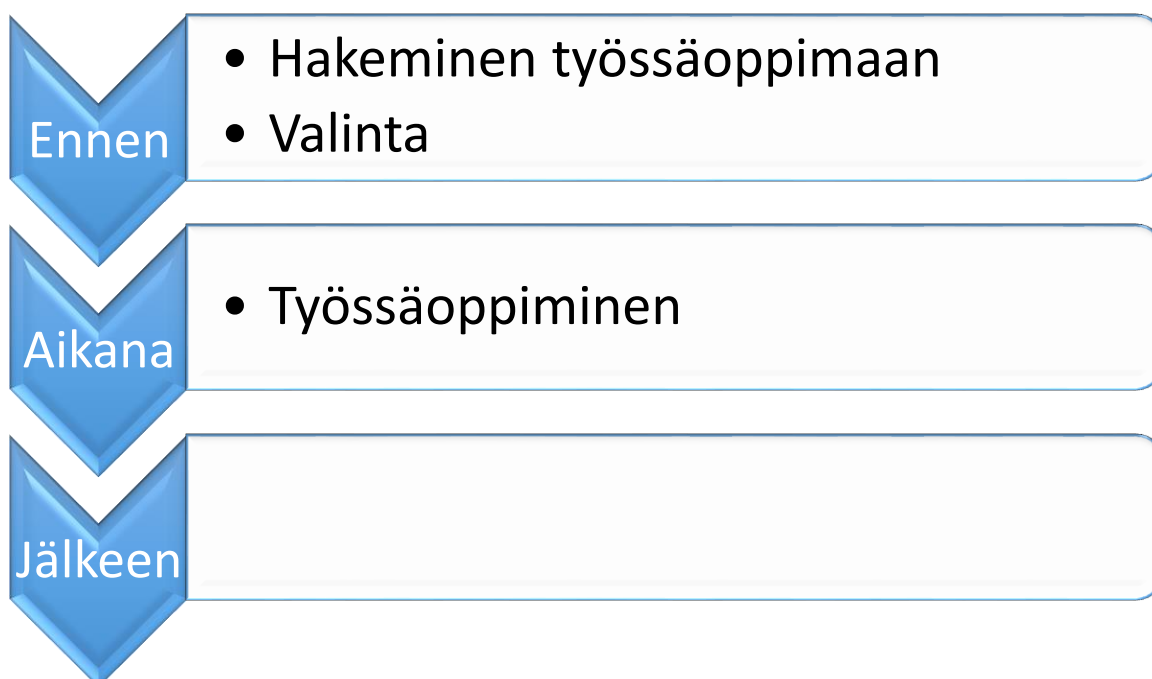 Ennen
• Hakeminen työssäoppimaan
• Valinta
Aikana
• Työssäoppiminen
Jälkeen